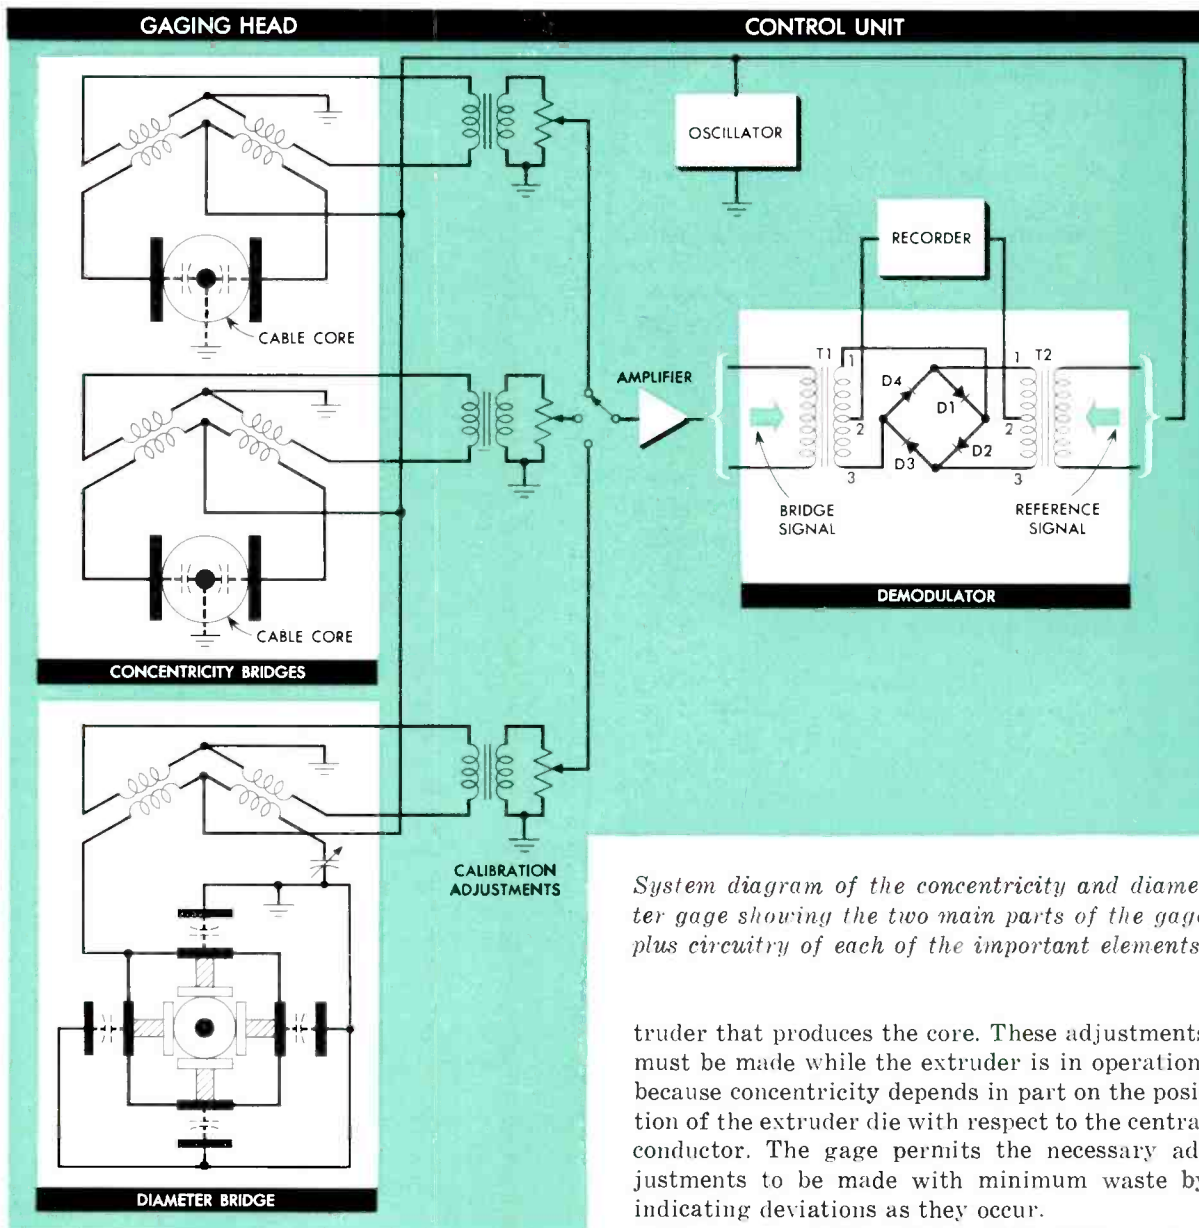 GAGING HEAD
CONTROL UNIT
OSCILLATOR
RECORDER
CABLE CORE
AMPLIFIER
T1
1
2
3
D4
D1
D3
D2
1
T2
2
3
BRIDGE
SIGNAL
REFERENCE
SIGNAL
DEMODULATOR
CABLE CORE
CONCENTRICITY BRIDGES
CALIBRATION
ADJUSTMENTS
DIAMETER BRIDGE
System diagram of the concentricity and diame-
ter gage showing the two main parts of the gage
plus circuitry of each of the important elements
truder that produces the core. These adjustments
must be made while the extruder is in operation
because concentricity depends in part on the posi
tion of the extruder die with respect to the centra
conductor. The gage permits the necessary ad
justments to be made with minimum waste by
indicating deviations as they occur.